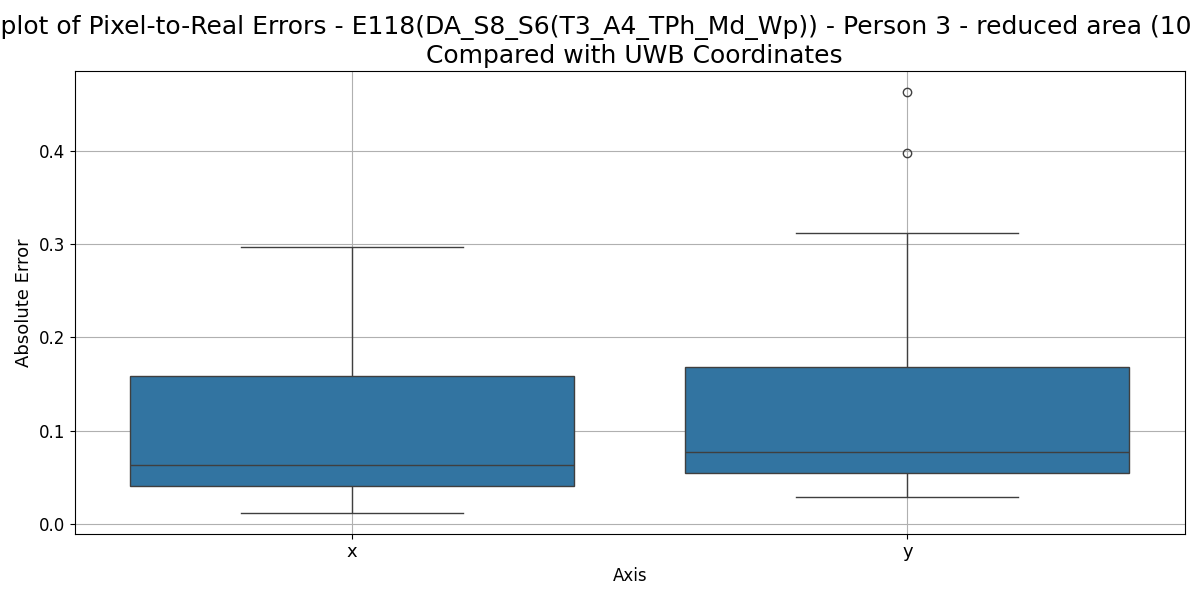 plot of Pixel-to-Real Errors - E118(DA_S8_S6(T3_A4_TPh_Md_Wp)) - Person 3 - reduced area (10
Compared with UWB Coordinates
Absolute Error
0.4
0.3
0.2
0.1
0.0
x
y
Axis